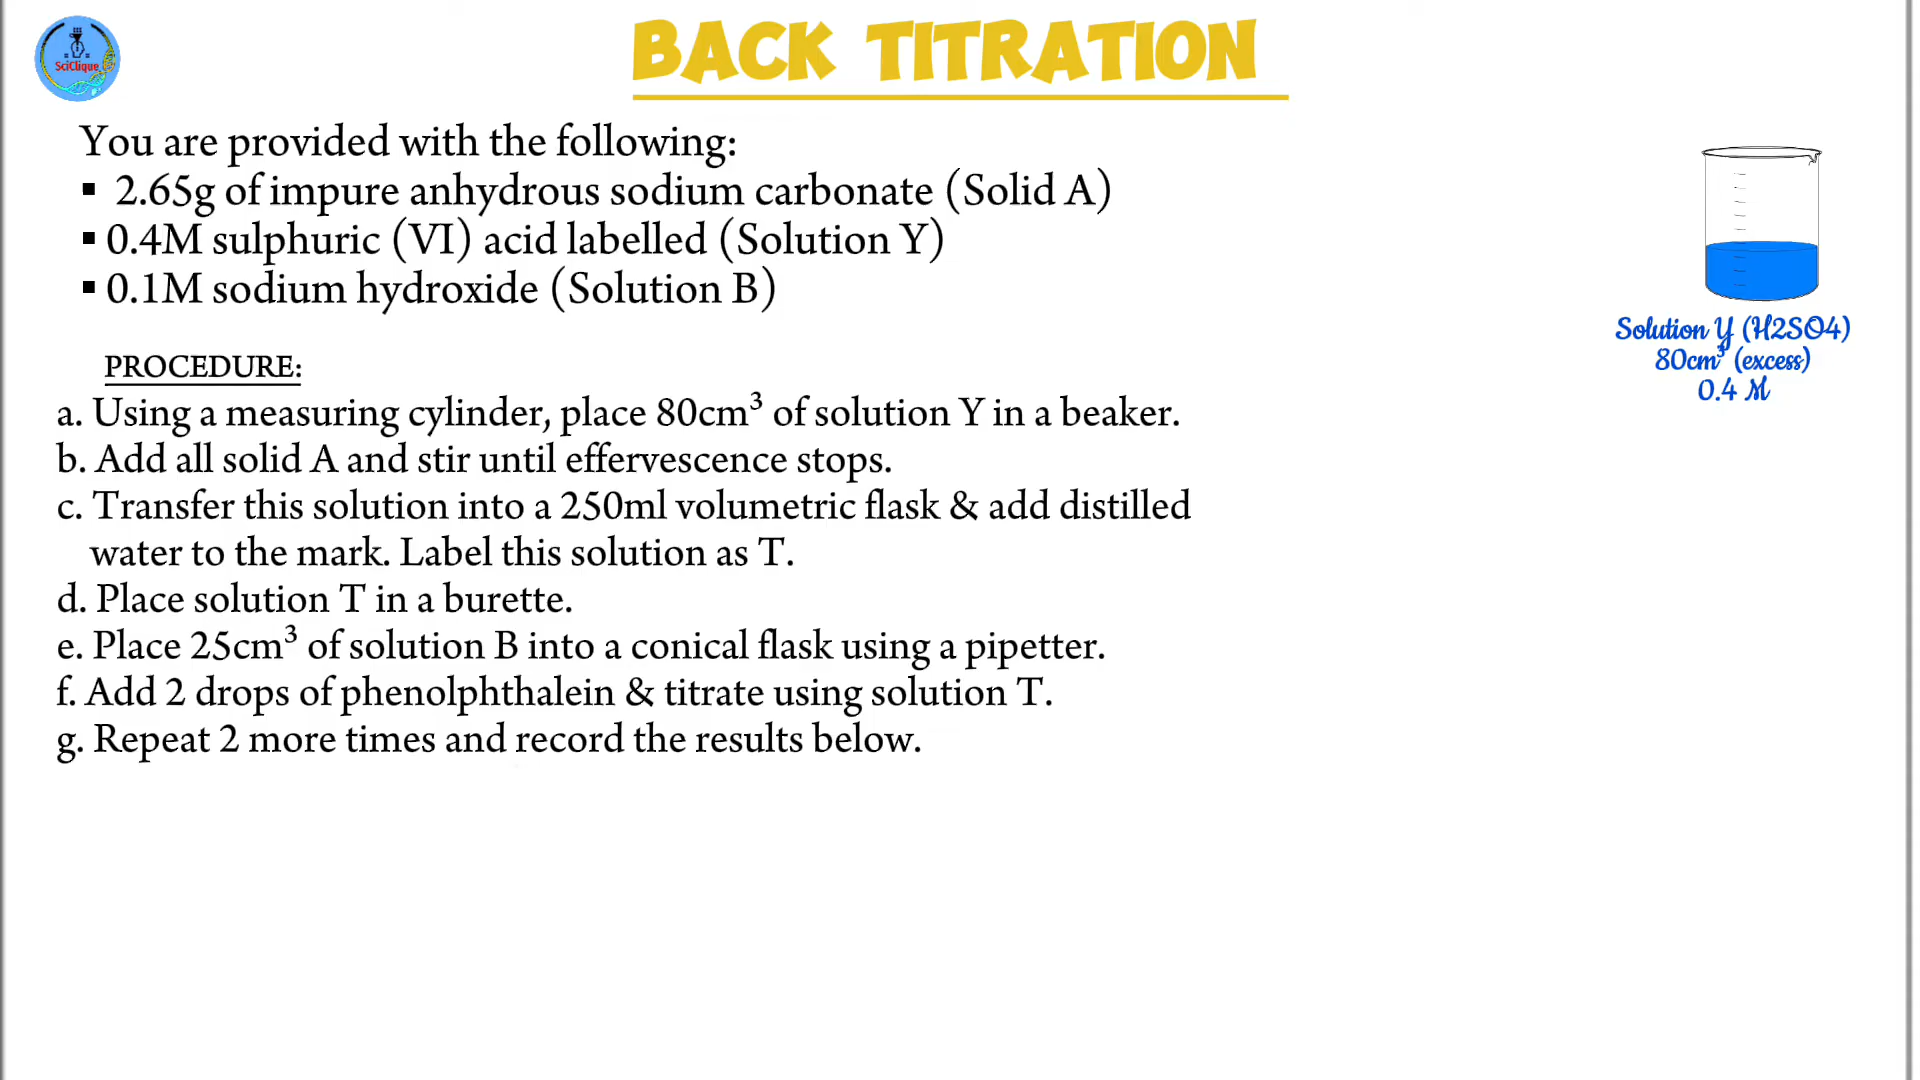 SciClique
BACK TITRATION
You are provided with the following:
▪ 2.65g of impure anhydrous sodium carbonate (Solid A)
▪ 0.4M sulphuric (VI) acid labelled (Solution Y)
▪ 0.1M sodium hydroxide (Solution B)
PROCEDURE:
a. Using a measuring cylinder, place 80cm³ of solution Y in a beaker.
b. Add all solid A and stir until effervescence stops.
c. Transfer this solution into a 250ml volumetric flask & add distilled
water to the mark. Label this solution as T.
d. Place solution T in a burette.
e. Place 25cm³ of solution B into a conical flask using a pipetter.
f. Add 2 drops of phenolphthalein & titrate using solution T.
g. Repeat 2 more times and record the results below.
Solution Y (H2SO4)
80cm³ (excess)
0.4 M